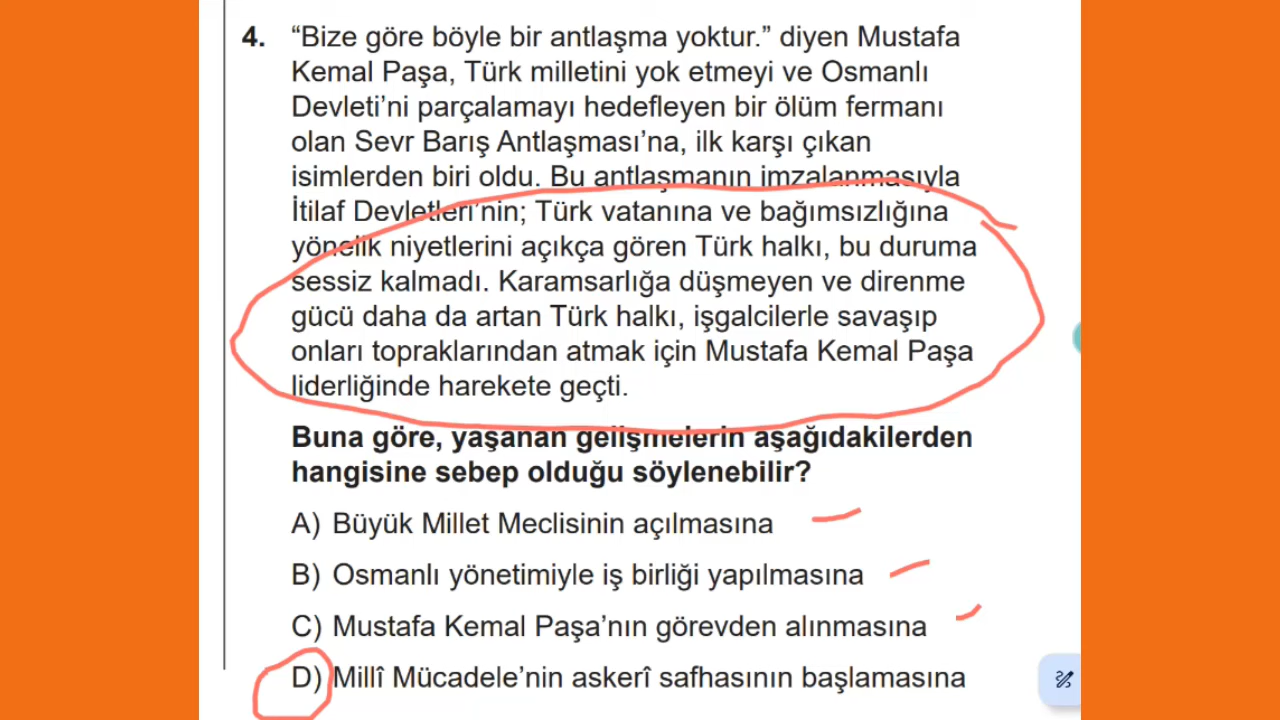 4. “Bize göre böyle bir antlaşma yoktur.” diyen Mustafa
Kemal Paşa, Türk milletini yok etmeyi ve Osmanlı
Devleti’ni parçalamayı hedefleyen bir ölüm fermanı
olan Sevr Barış Antlaşması’na, ilk karşı çıkan
isimlerden biri oldu. Bu antlaşmanın imzalanmasıyla
İtilaf Devletleri’nin; Türk vatanına ve bağımsızlığına
yönelik niyetlerini açıkça gören Türk halkı, bu duruma
sessiz kalmadı. Karamsarlığa düşmeyen ve direnme
gücü daha da artan Türk halkı, işgalcilerle savaşıp
onları topraklarından atmak için Mustafa Kemal Paşa
liderliğinde harekete geçti.
Buna göre, yaşanan gelişmelerin aşağıdakilerden
hangisine sebep olduğu söylenebilir?
A) Büyük Millet Meclisinin açılmasına
B) Osmanlı yönetimiyle iş birliği yapılmasına
C) Mustafa Kemal Paşa’nın görevden alınmasına
D) Millî Mücadele’nin askerî safhasının başlamasına